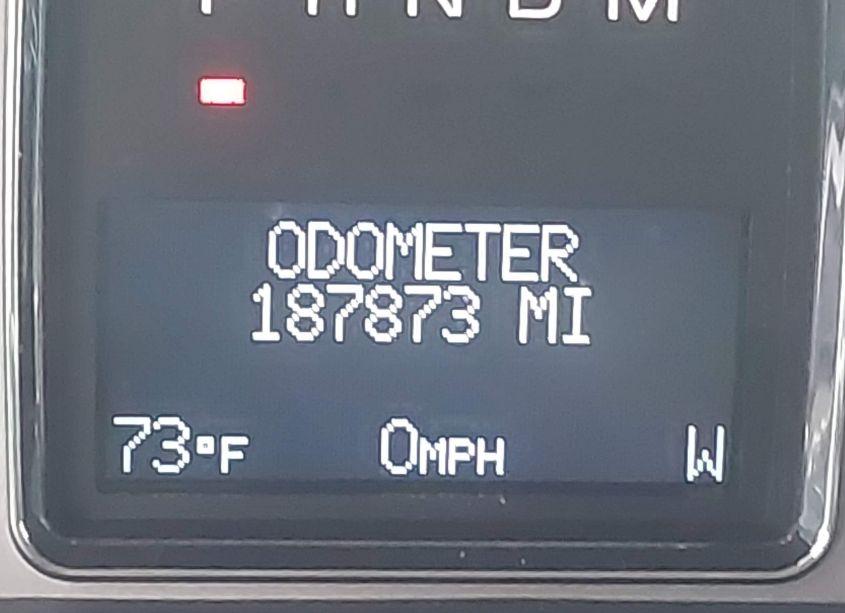 P R N D M
ODOMETER
187873 MI
73°F 0MPH W